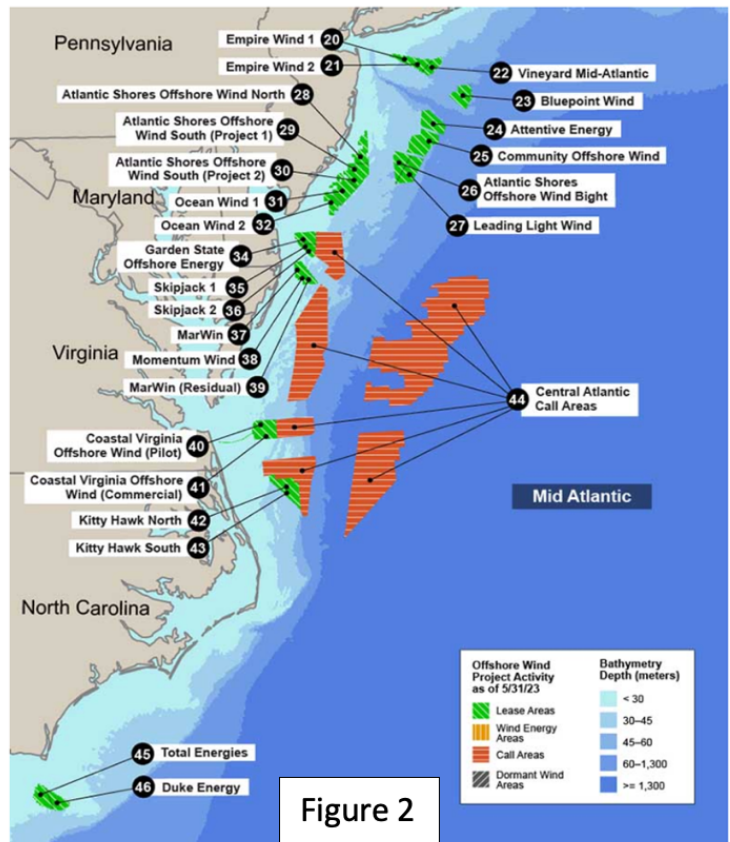 Pennsylvania
Empire Wind 1 20
Empire Wind 2 21
22 Vineyard Mid-Atlantic
Atlantic Shores Offshore Wind North 28
23 Bluepoint Wind
Atlantic Shores Offshore
Wind South (Project 1) 29
24 Attentive Energy
25 Community Offshore Wind
Atlantic Shores Offshore
Wind South (Project 2) 30
26 Atlantic Shores
Offshore Wind Bight
Maryland
Ocean Wind 1 31
Ocean Wind 2 32
27 Leading Light Wind
Garden State
Offshore Energy 34
Skipjack 1 35
Skipjack 2 36
MarWin 37
Virginia
Momentum Wind 38
MarWin (Residual) 39
44 Central Atlantic
Call Areas
Coastal Virginia
Offshore Wind (Pilot) 40
Coastal Virginia Offshore
Wind (Commercial) 41
Mid Atlantic
Kitty Hawk North 42
Kitty Hawk South 43
North Carolina
Offshore Wind
Project Activity
as of 5/31/23
Lease Areas
Wind Energy
Areas
Call Areas
Dormant Wind
Areas
Bathymetry
Depth (meters)
< 30
30–45
45–60
60–1,300
>= 1,300
45 Total Energies
46 Duke Energy
Figure 2